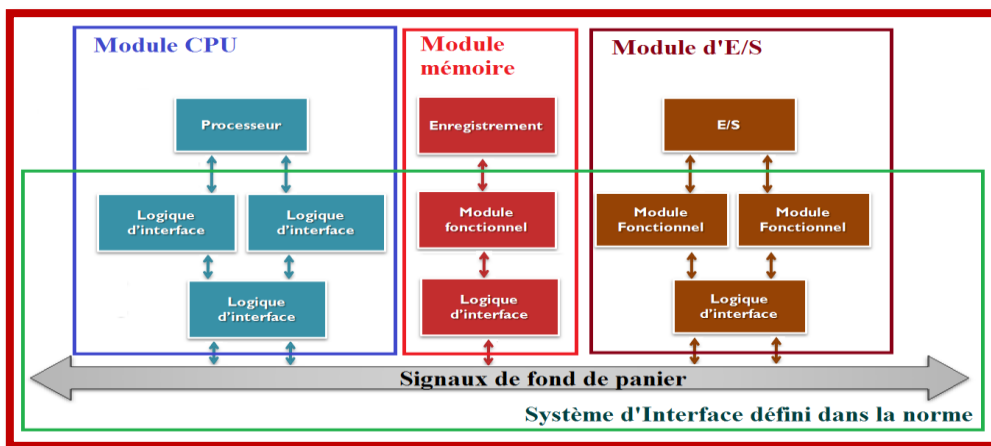 Module CPU
Module
mémoire
Module d'E/S
Processeur
Enregistrement
E/S
Logique
d'interface
Logique
d'interface
Module
fonctionnel
Module
Fonctionnel
Module
Fonctionnel
Logique
d'interface
Logique
d'interface
Logique
d'interface
Signaux de fond de panier
Système d'Interface défini dans la norme